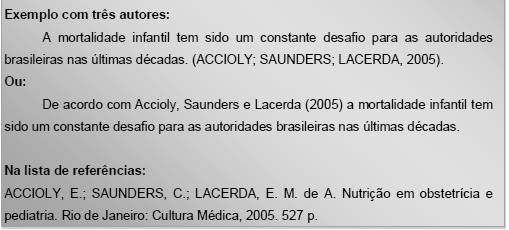 Exemplo com três autores:
A mortalidade infantil tem sido um constante desafio para as autoridades
brasileiras nas últimas décadas. (ACCIOLY; SAUNDERS; LACERDA, 2005).
Ou:
De acordo com Accioly, Saunders e Lacerda (2005) a mortalidade infantil tem
sido um constante desafio para as autoridades brasileiras nas últimas décadas.
Na lista de referências:
ACCIOLY, E.; SAUNDERS, C.; LACERDA, E. M. de A. Nutrição em obstetrícia e
pediatria. Rio de Janeiro: Cultura Médica, 2005. 527 p.